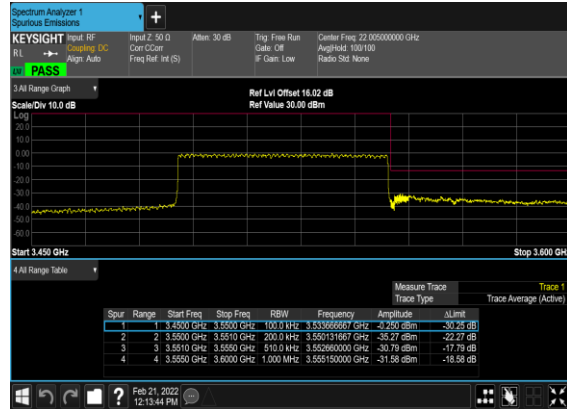 Spectrum Analyzer 1
Spurious Emissions
+
KEYSIGHT Input: RF Input Z: 50 Ω Atten: 30 dB Trig: Free Run Center Freq: 22.005000000 GHz
RL Coupling: DC Corr CCorr Gate: Off Avg|Hold: 100/100
Align: Auto Freq Ref: Int (S) IF Gain: Low Radio Std: None
PASS
3 All Range Graph
Ref Lvl Offset 16.02 dB
Scale/Div 10.0 dB Ref Value 30.00 dBm
Log
20.0
10.0
0.00
-10.0
-20.0
-30.0
-40.0
-50.0
-60.0
Start 3.450 GHz Stop 3.600 GH
4 All Range Table
Measure Trace Trace 1
Trace Type Trace Average (Active)
Spur Range Start Freq Stop Freq RBW Frequency Amplitude ΔLimit
1 1 3.4500 GHz 3.5500 GHz 100.0 kHz 3.533666667 GHz -0.250 dBm -30.25 dB
2 2 3.5500 GHz 3.5510 GHz 200.0 kHz 3.550131667 GHz -35.27 dBm -22.27 dB
3 3 3.5510 GHz 3.5550 GHz 510.0 kHz 3.552660000 GHz -30.79 dBm -17.79 dB
4 4 3.5550 GHz 3.6000 GHz 1.000 MHz 3.555150000 GHz -31.58 dBm -18.58 dB
? Feb 21, 2022
12:13:44 PM